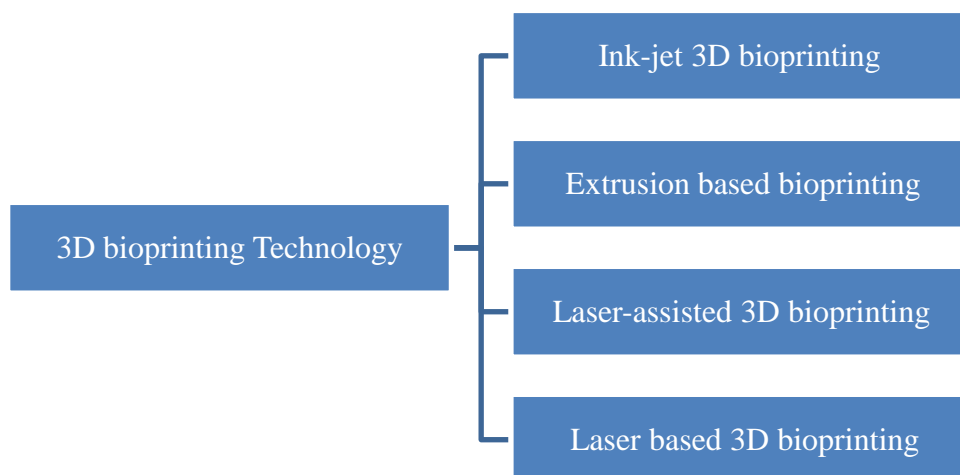 Ink-jet 3D bioprinting
Extrusion based bioprinting
3D bioprinting Technology
Laser-assisted 3D bioprinting
Laser based 3D bioprinting